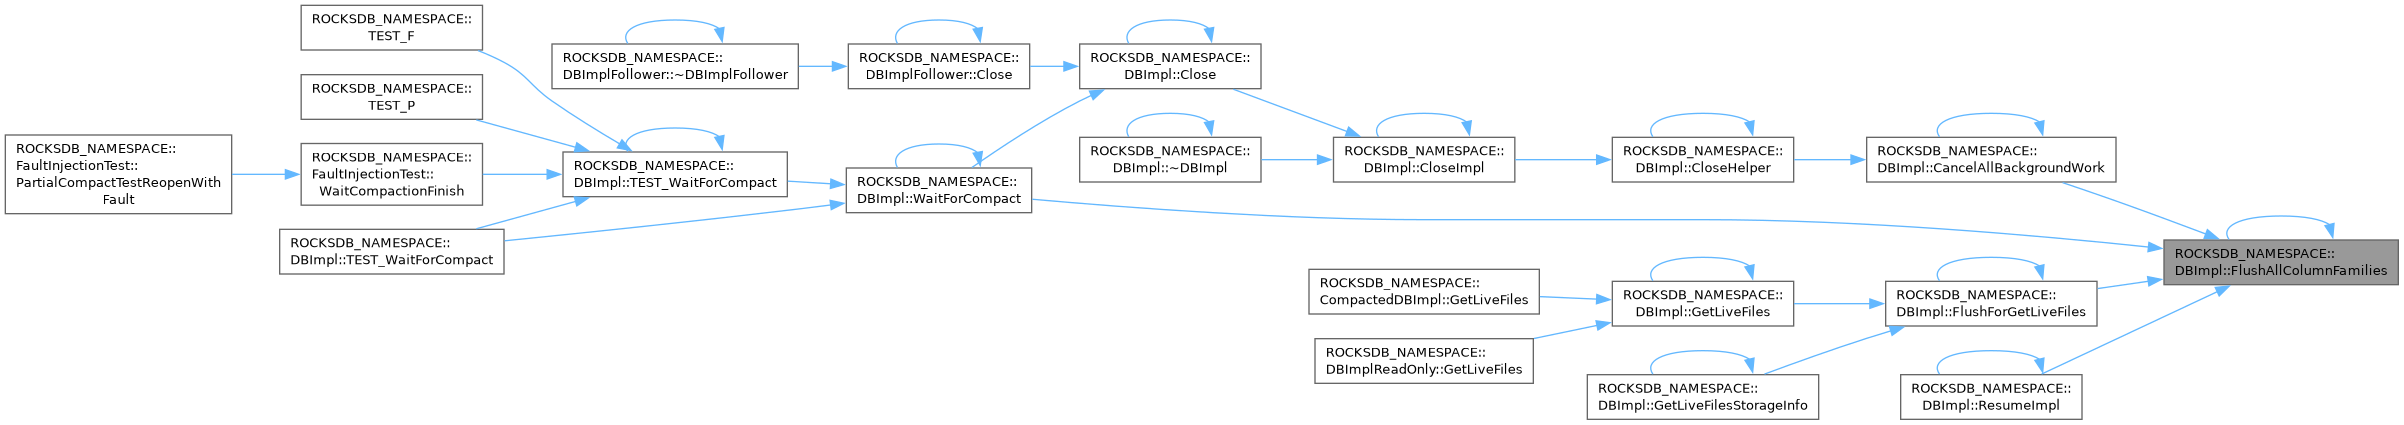 ROCKSDB_NAMESPACE::
TEST_F
ROCKSDB_NAMESPACE::
TEST_P
ROCKSDB_NAMESPACE::
FaultInjectionTest::
PartialCompactTestReopenWith
Fault
ROCKSDB_NAMESPACE::
FaultInjectionTest::
WaitCompactionFinish
ROCKSDB_NAMESPACE::
DBImpl::TEST_WaitForCompact
ROCKSDB_NAMESPACE::
DBImplFollower::~DBImplFollower
ROCKSDB_NAMESPACE::
DBImpl::TEST_WaitForCompact
ROCKSDB_NAMESPACE::
DBImplFollower::Close
ROCKSDB_NAMESPACE::
DBImpl::WaitForCompact
ROCKSDB_NAMESPACE::
DBImpl::Close
ROCKSDB_NAMESPACE::
DBImpl::~DBImpl
ROCKSDB_NAMESPACE::
DBImpl::CloseImpl
ROCKSDB_NAMESPACE::
DBImpl::CloseHelper
ROCKSDB_NAMESPACE::
DBImpl::CancelAllBackgroundWork
ROCKSDB_NAMESPACE::
DBImpl::FlushAllColumnFamilies
ROCKSDB_NAMESPACE::
CompactedDBImpl::GetLiveFiles
ROCKSDB_NAMESPACE::
DBImplReadOnly::GetLiveFiles
ROCKSDB_NAMESPACE::
DBImpl::GetLiveFiles
ROCKSDB_NAMESPACE::
DBImpl::FlushForGetLiveFiles
ROCKSDB_NAMESPACE::
DBImpl::GetLiveFilesStorageInfo
ROCKSDB_NAMESPACE::
DBImpl::ResumeImpl